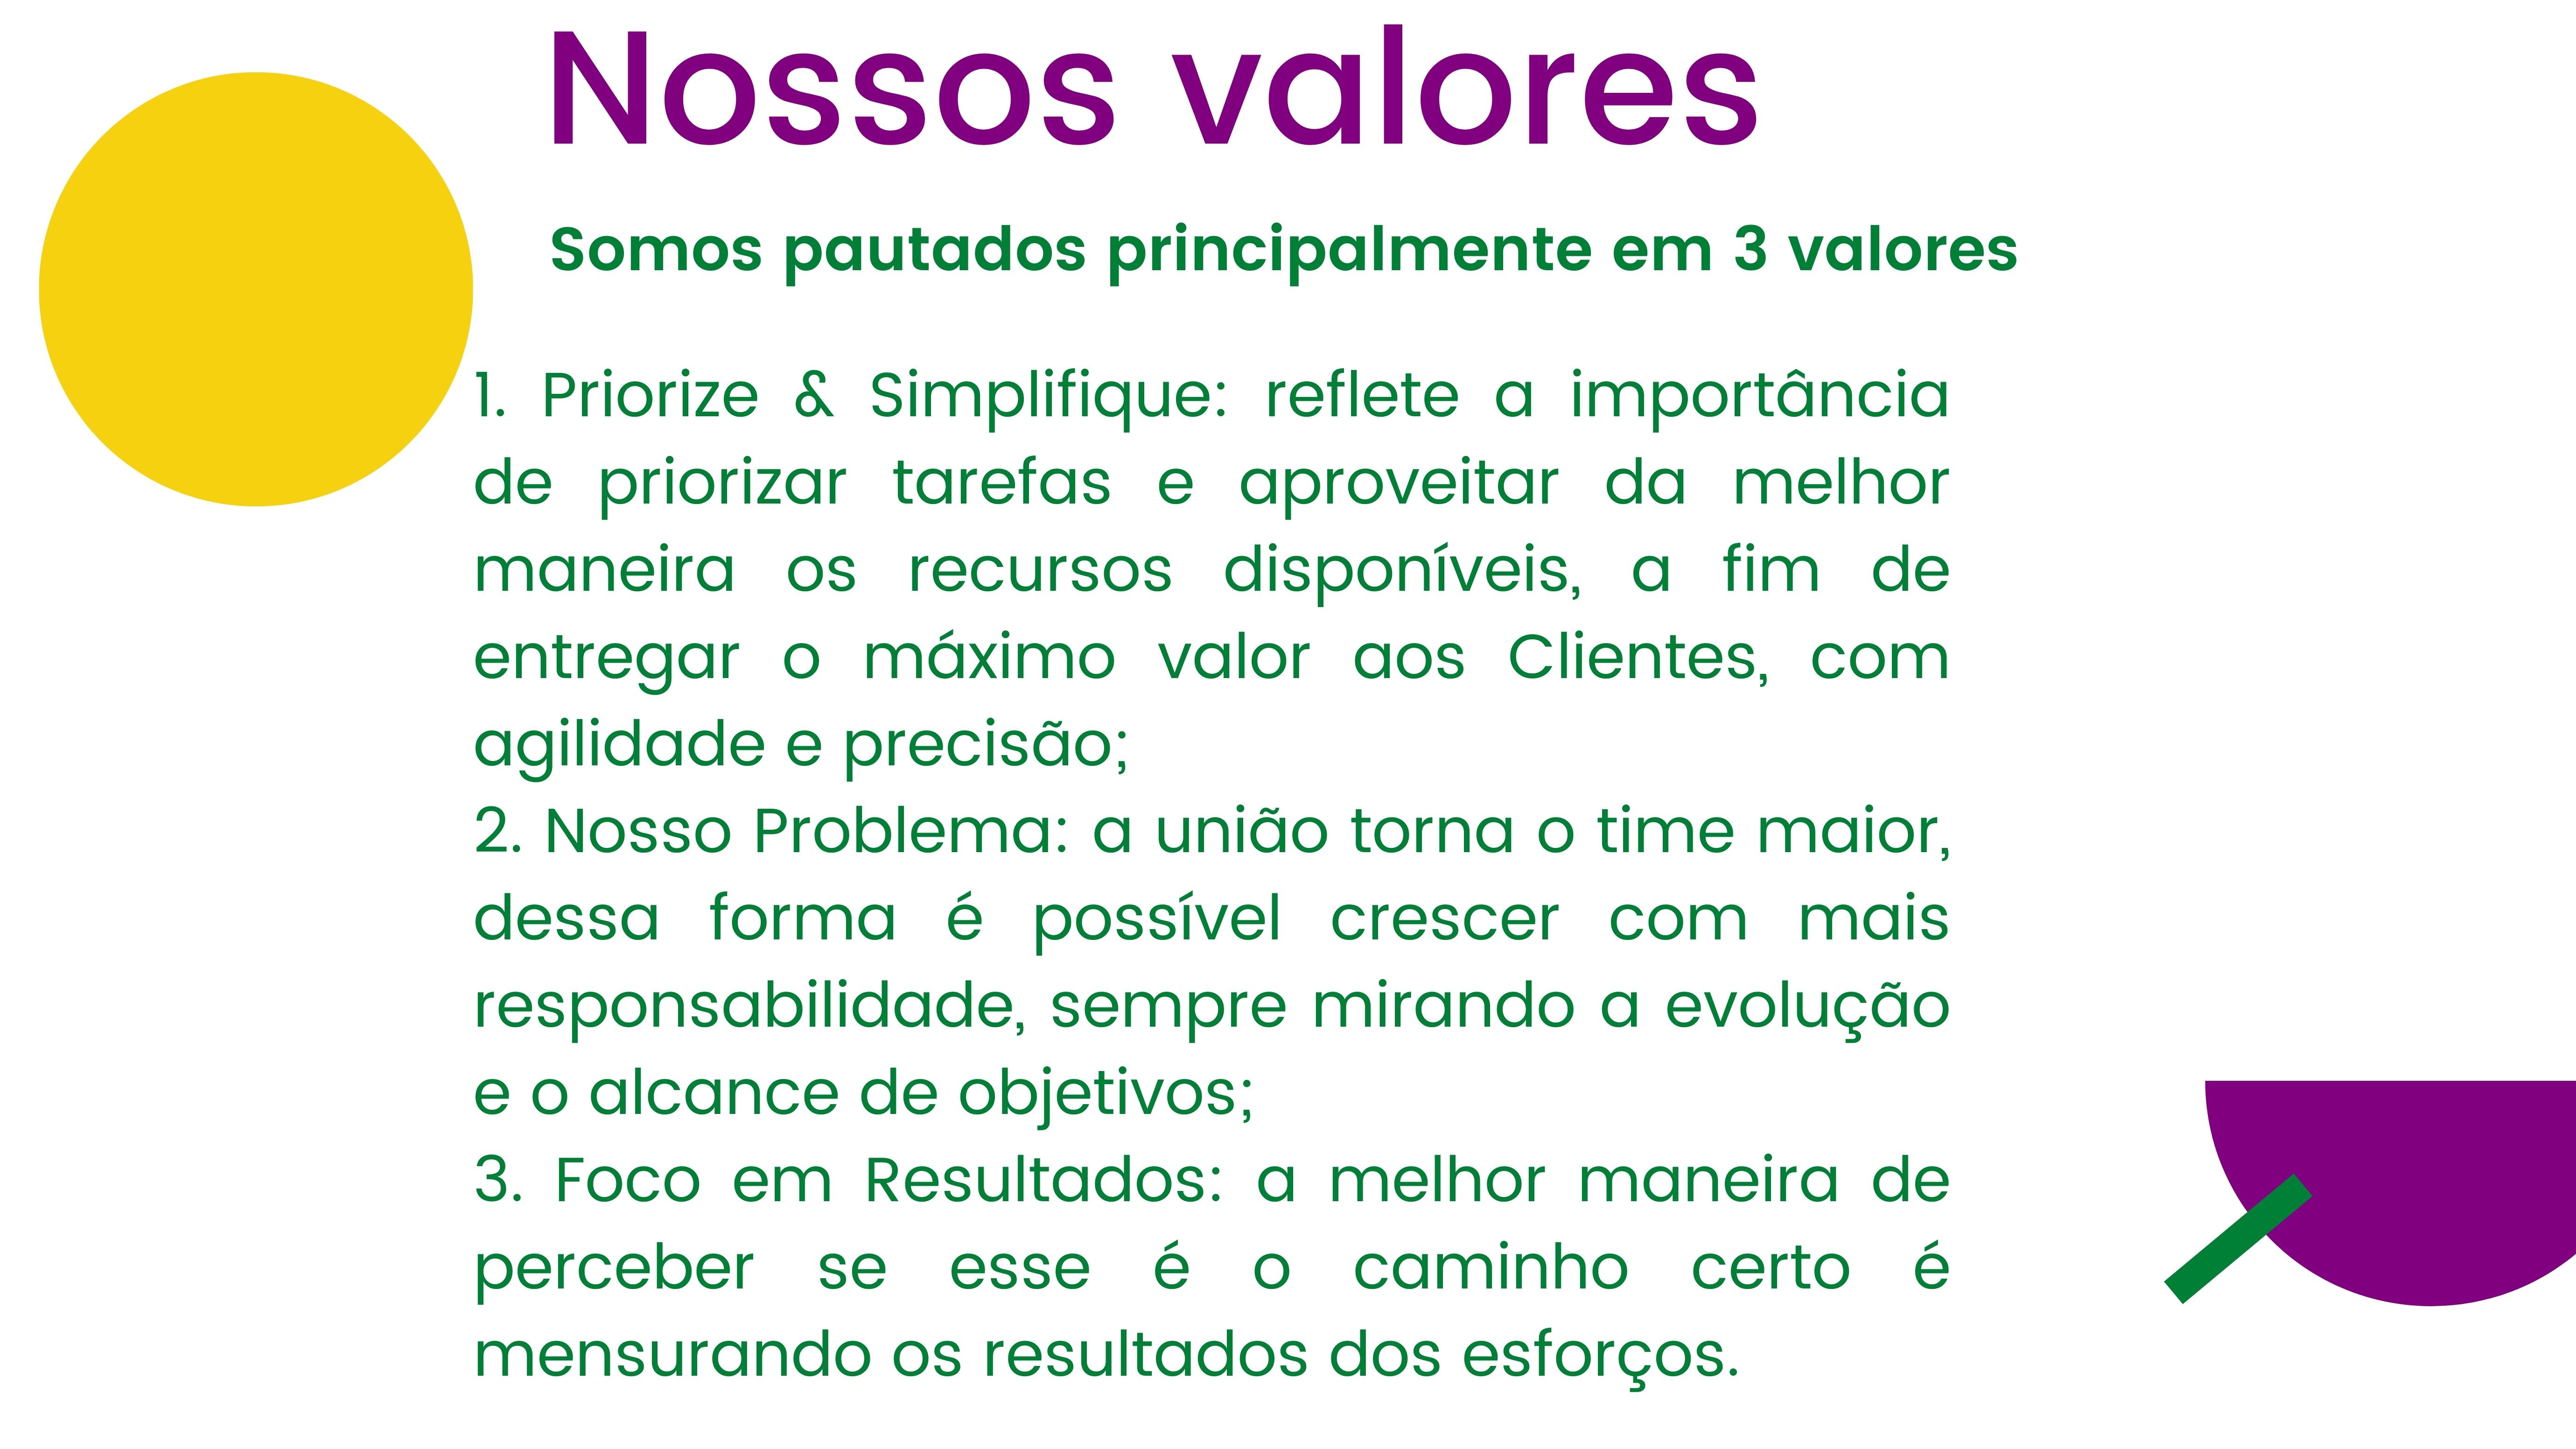 Nossos valores
Somos pautados principalmente em 3 valores
1. Priorize & Simplifique: reflete a importância
de priorizar tarefas e aproveitar da melhor
maneira os recursos disponíveis, a fim de
entregar o máximo valor aos Clientes, com
agilidade e precisão;
2. Nosso Problema: a união torna o time maior,
dessa forma é possível crescer com mais
responsabilidade, sempre mirando a evolução
e o alcance de objetivos;
3. Foco em Resultados: a melhor maneira de
perceber se esse é o caminho certo é
mensurando os resultados dos esforços.